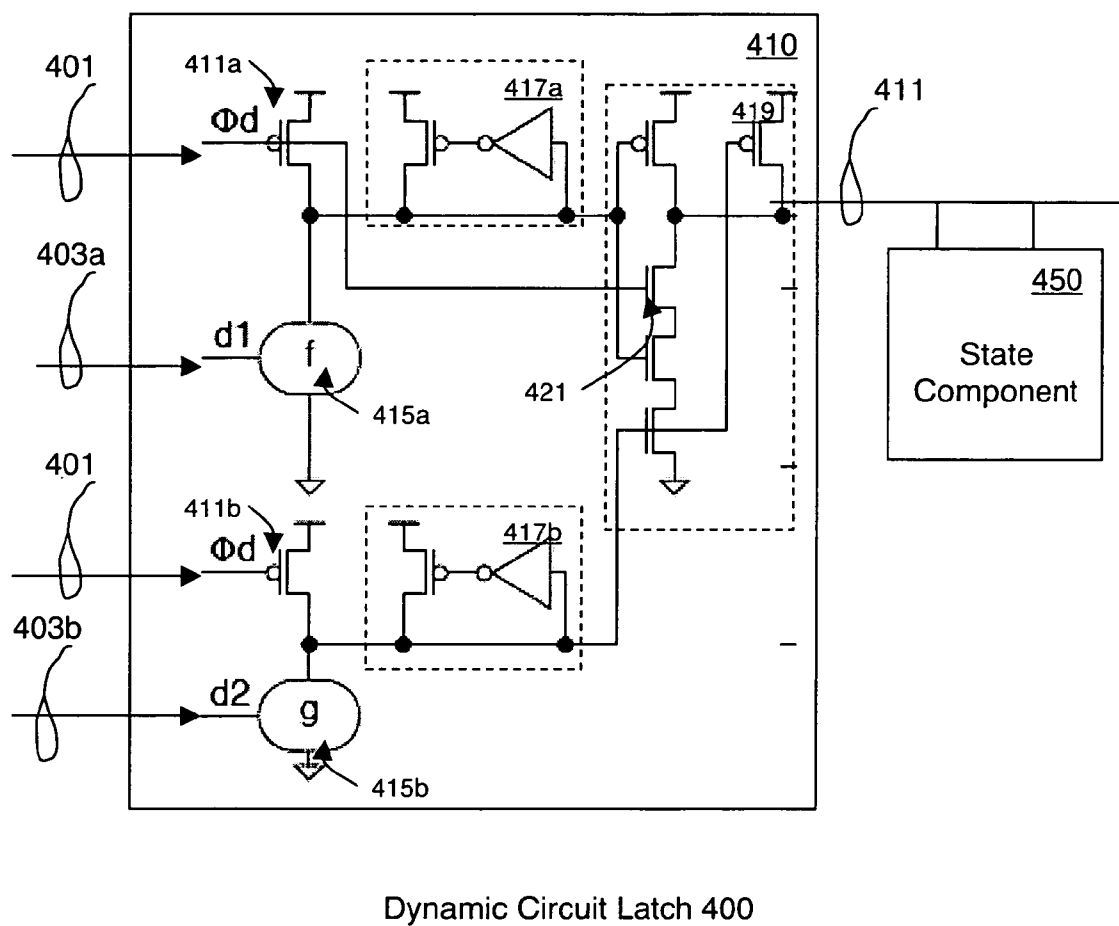 410
401
411a
417a
419
411
Φd
403a
450
d1
f
State
Component
421
415a
401
411b
417b
Φd
403b
d2
g
415b
Dynamic Circuit Latch 400